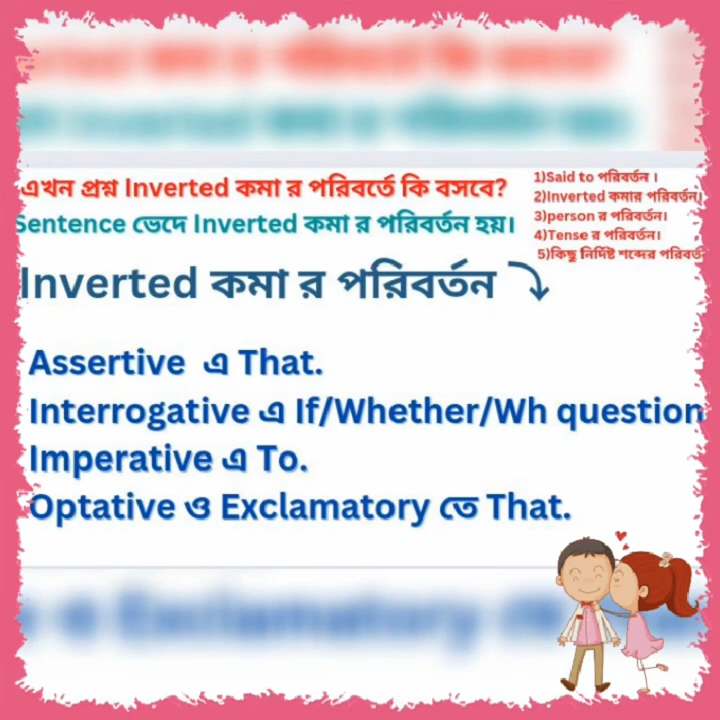 এখন প্রশ্ন Inverted কমা র পরিবর্তে কি বসবে?
Sentence ভেদে Inverted কমা র পরিবর্তন হয়।
1)Said to পরিবর্তন ।
2)Inverted কমার পরিবর্তন।
3)person র পরিবর্তন।
4)Tense র পরিবর্তন।
5)কিছু নির্দিষ্ট শব্দের পরিবর্ত
Inverted কমা র পরিবর্তন
Assertive এ That.
Interrogative এ If/Whether/Wh question
Imperative এ To.
Optative ও Exclamatory তে That.